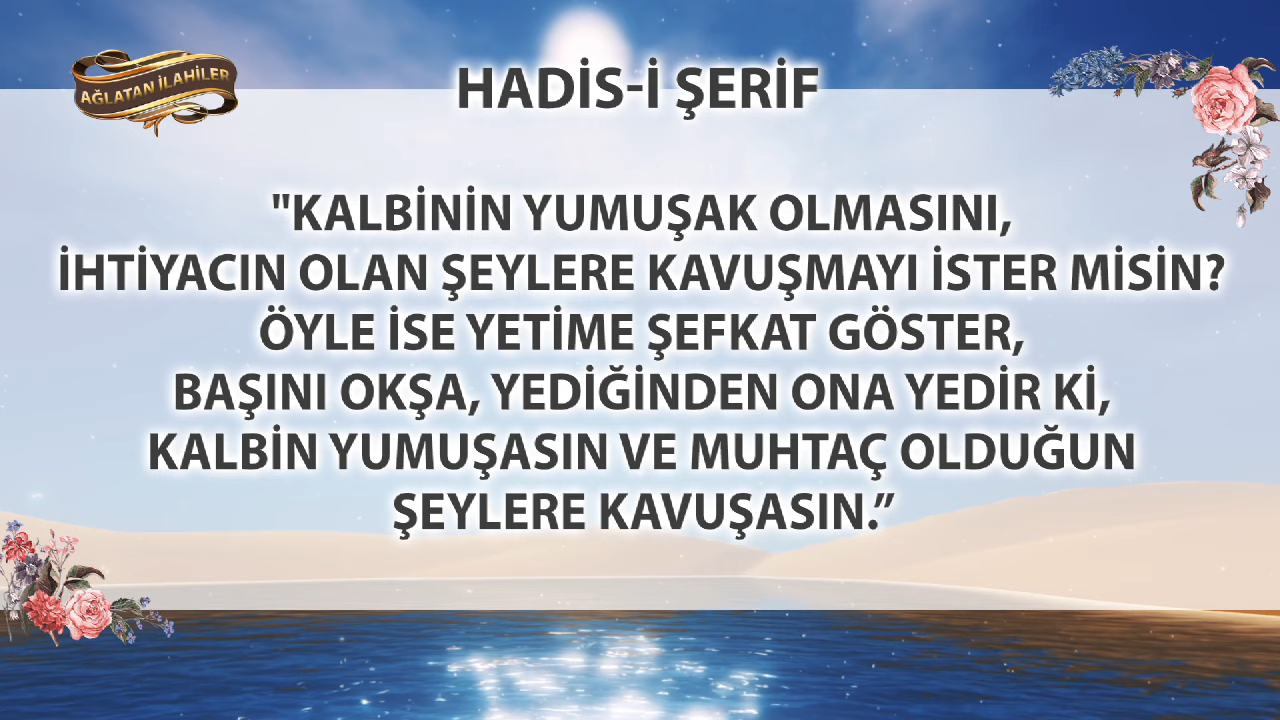 AĞLATAN İLAHİLER
HADİS-İ ŞERİF
"KALBİNİN YUMUŞAK OLMASINI,
İHTİYACIN OLAN ŞEYLERE KAVUŞMAYI İSTER MİSİN?
ÖYLE İSE YETİME ŞEFKAT GÖSTER,
BAŞINI OKŞA, YEDİĞİNDEN ONA YEDİR Kİ,
KALBİN YUMUŞASIN VE MUHTAÇ OLDUĞUN
ŞEYLERE KAVUŞASIN.”